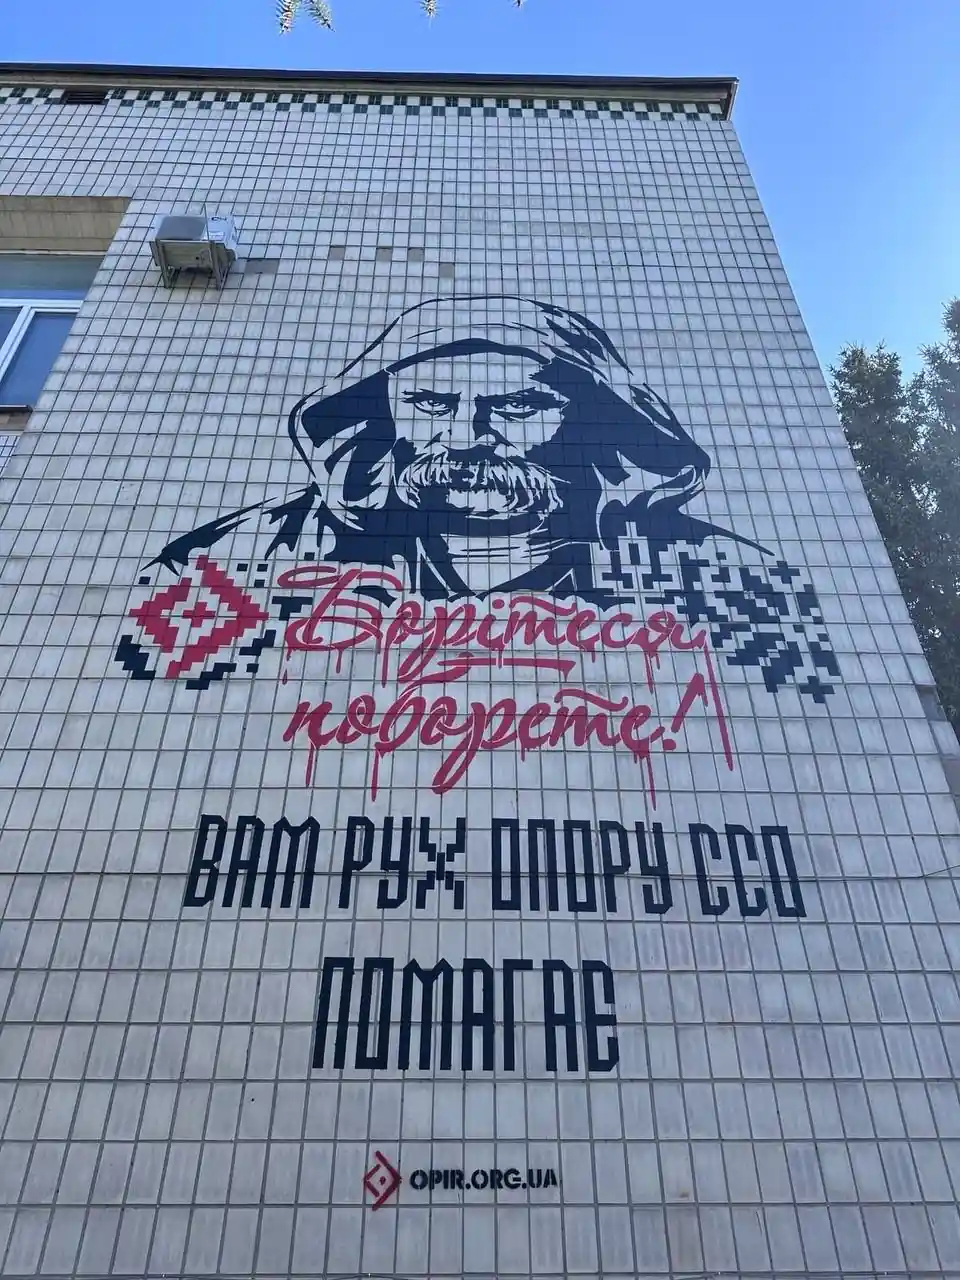 Борітеся
поборете!
ВАМ РУХ ОПОРУ ССО
ПОМАГАЄ
OPIR.ORG.UA